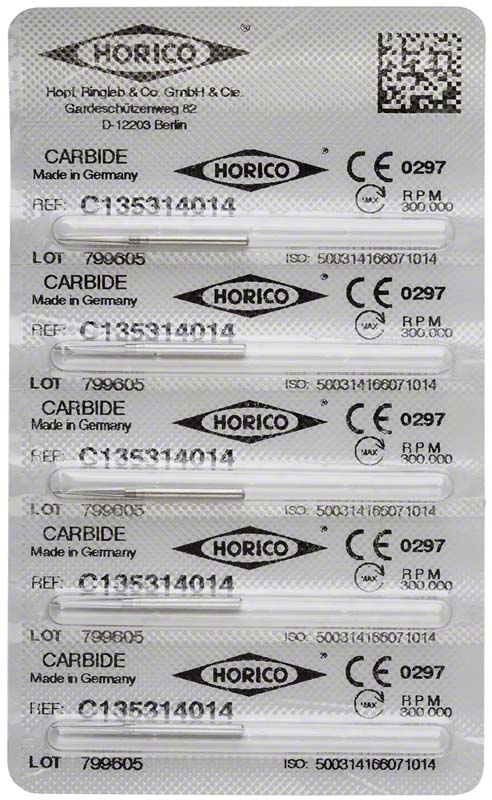 HORICO ®
Hopf, Ringleb & Co. GmbH & Cie.
Gardeschützenweg 82
D-12203 Berlin
CARBIDE HORICO ® CE 0297
Made in Germany
MAX RPM 300.000
REF: C135314014
LOT 799605 ISO: 500314166071014
CARBIDE HORICO ® CE 0297
Made in Germany
MAX RPM 300.000
REF: C135314014
LOT 799605 ISO: 500314166071014
CARBIDE HORICO ® CE 0297
Made in Germany
MAX RPM 300.000
REF: C135314014
LOT 799605 ISO: 500314166071014
CARBIDE HORICO ® CE 0297
Made in Germany
MAX RPM 300.000
REF: C135314014
LOT 799605 ISO: 500314166071014
CARBIDE HORICO ® CE 0297
Made in Germany
MAX RPM 300.000
REF: C135314014
LOT 799605 ISO: 500314166071014